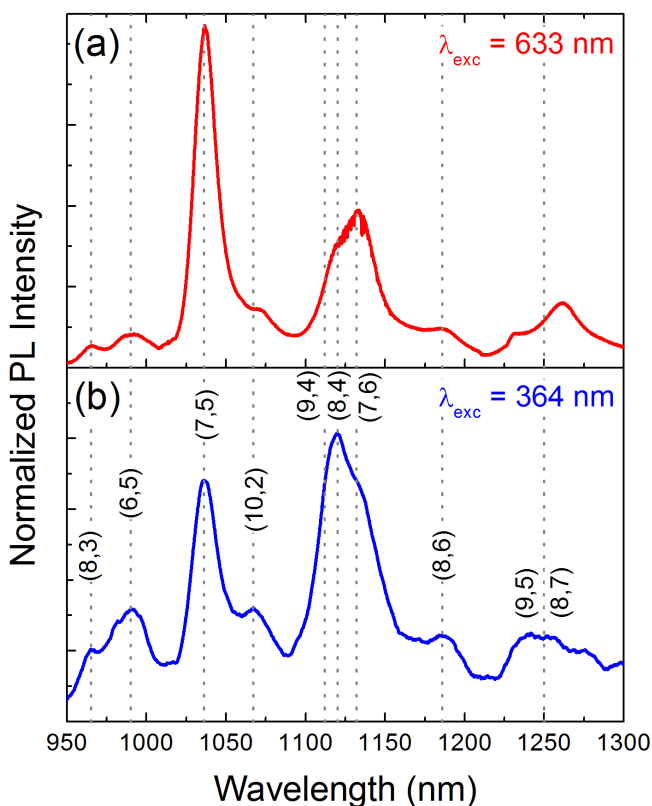 (a)
λexc = 633 nm
Normalized PL Intensity
(b)
λexc = 364 nm
(8,3)
(6,5)
(7,5)
(10,2)
(9,4)
(8,4)
(7,6)
(8,6)
(9,5)
(8,7)
950 1000 1050 1100 1150 1200 1250 1300
Wavelength (nm)